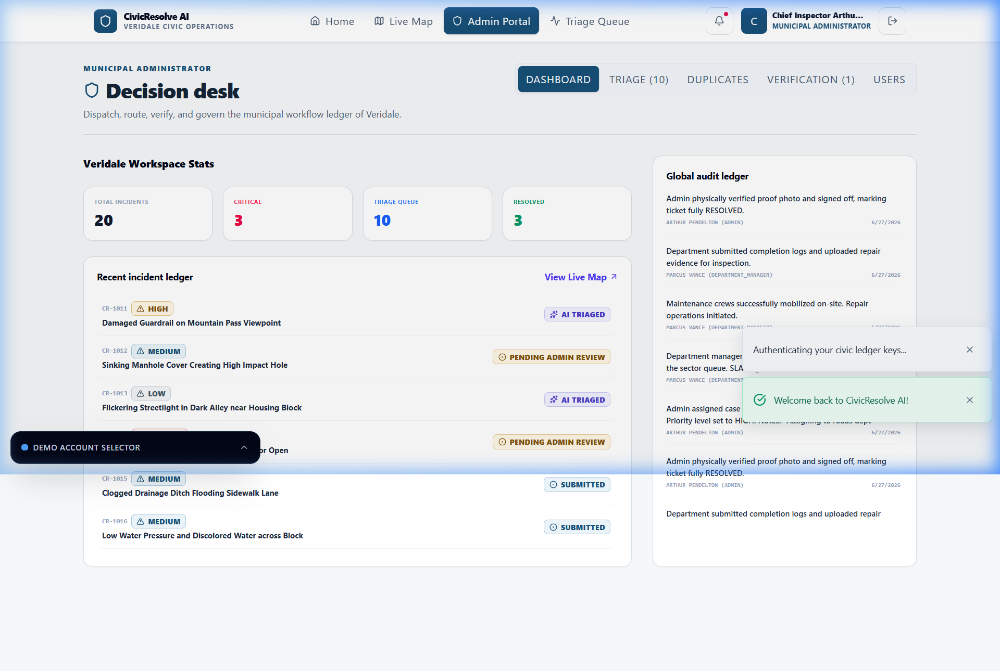 CivicResolve AI
VERIDALE CIVIC OPERATIONS
Home
Live Map
Admin Portal
Triage Queue
C
Chief Inspector Arthu...
MUNICIPAL ADMINISTRATOR
MUNICIPAL ADMINISTRATOR
Decision desk
Dispatch, route, verify, and govern the municipal workflow ledger of Veridale.
DASHBOARD
TRIAGE (10)
DUPLICATES
VERIFICATION (1)
USERS
Veridale Workspace Stats
TOTAL INCIDENTS
20
CRITICAL
3
TRIAGE QUEUE
10
RESOLVED
3
Recent incident ledger
View Live Map
CR-1011 HIGH
Damaged Guardrail on Mountain Pass Viewpoint
AI TRIAGED
CR-1012 MEDIUM
Sinking Manhole Cover Creating High Impact Hole
PENDING ADMIN REVIEW
CR-1013 LOW
Flickering Streetlight in Dark Alley near Housing Block
AI TRIAGED
or Open
PENDING ADMIN REVIEW
DEMO ACCOUNT SELECTOR
CR-1015 MEDIUM
Clogged Drainage Ditch Flooding Sidewalk Lane
SUBMITTED
CR-1016 MEDIUM
Low Water Pressure and Discolored Water across Block
SUBMITTED
Global audit ledger
Admin physically verified proof photo and signed off, marking
ticket fully RESOLVED.
ARTHUR PENDELTON (ADMIN) 6/27/2026
Department submitted completion logs and uploaded repair
evidence for inspection.
MARCUS VANCE (DEPARTMENT_MANAGER) 6/27/2026
Maintenance crews successfully mobilized on-site. Repair
operations initiated.
MARCUS VANCE (DEPARTMENT_MANAGER) 6/27/2026
Department manager
the sector queue. SLA
MARCUS VANCE (DEPARTMENT
Admin assigned case
Priority level set to HIGH. Notes: "Assigning to roads dept"
ARTHUR PENDELTON (ADMIN) 6/27/2026
Admin physically verified proof photo and signed off, marking
ticket fully RESOLVED.
ARTHUR PENDELTON (ADMIN) 6/27/2026
Department submitted completion logs and uploaded repair
Authenticating your civic ledger keys...
Welcome back to CivicResolve AI!